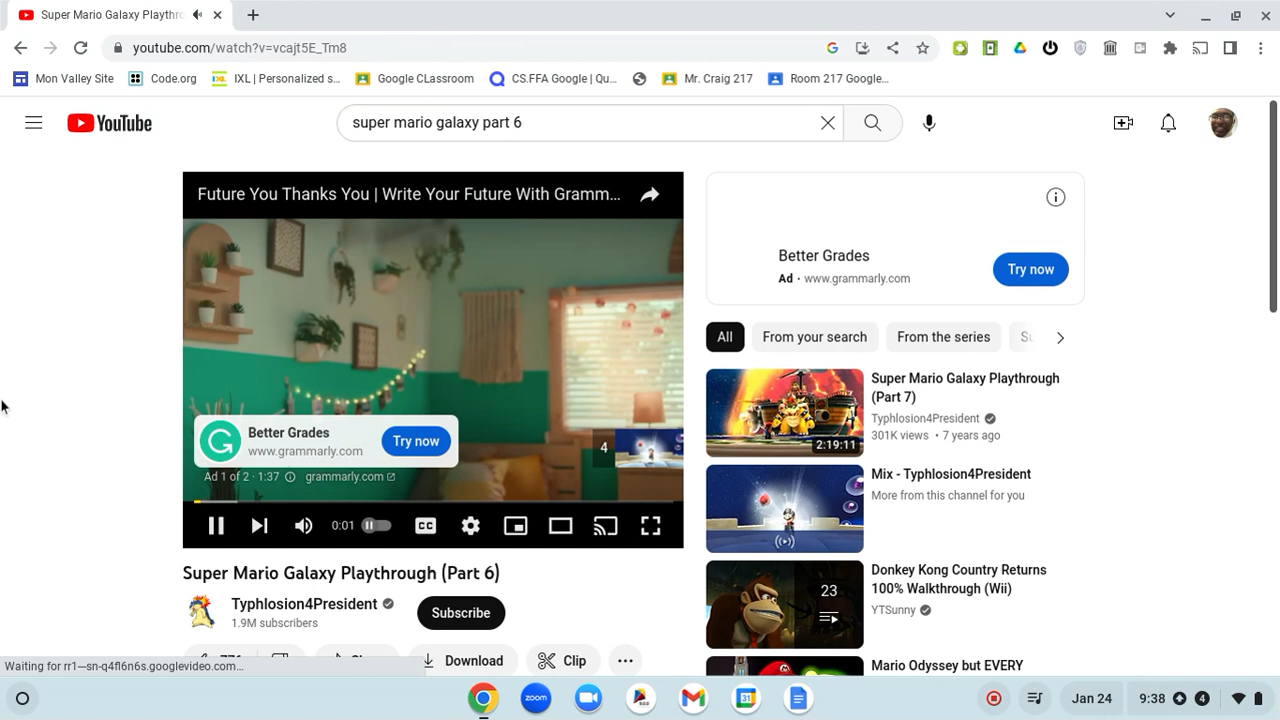 Super Mario Galaxy Playthr
youtube.com/watch?v=vcajt5E_Tm8
Mon Valley Site
Code.org
IXL | Personalized s...
Google CLassroom
CS.FFA Google | Qu...
Mr. Craig 217
Room 217 Google...
YouTube
super mario galaxy part 6
Future You Thanks You | Write Your Future With Gramm...
Better Grades
www.grammarly.com
Try now
4
Ad 1 of 2 · 1:37
grammarly.com
0:01
CC
Super Mario Galaxy Playthrough (Part 6)
Typhlosion4President
1.9M subscribers
Subscribe
Download
Clip
Better Grades
Ad · www.grammarly.com
Try now
All
From your search
From the series
Super Mario Galaxy Playthrough
(Part 7)
Typhlosion4President
301K views • 7 years ago
2:19:11
Mix - Typhlosion4President
More from this channel for you
Donkey Kong Country Returns
100% Walkthrough (Wii)
YTSunny
23
Mario Odyssey but EVERY
Waiting for rr1---sn-q4fl6n6s.googlevideo.com...
zoom
31
Jan 24
9:38
4